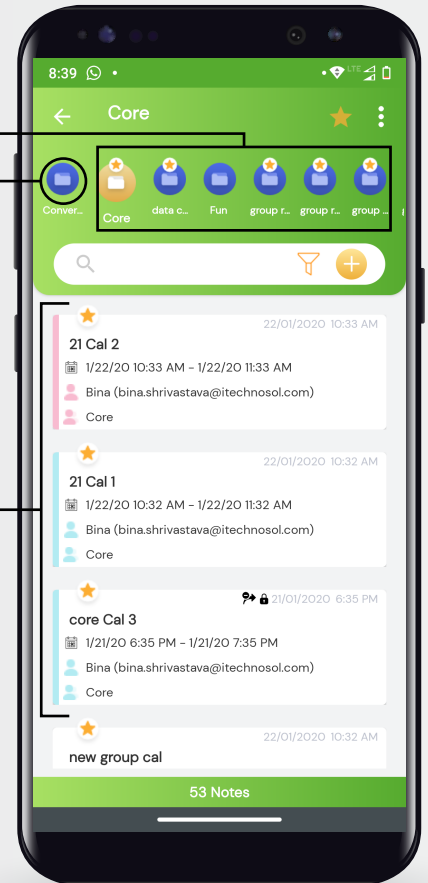 8:39
LTE
Core
Conver...
Core
data c...
Fun
group r...
group r...
group ...
22/01/2020 10:33 AM
21 Cal 2
1/22/20 10:33 AM - 1/22/20 11:33 AM
Bina (bina.shrivastava@itechnosol.com)
Core
22/01/2020 10:32 AM
21 Cal 1
1/22/20 10:32 AM - 1/22/20 11:32 AM
Bina (bina.shrivastava@itechnosol.com)
Core
21/01/2020 6:35 PM
core Cal 3
1/21/20 6:35 PM - 1/21/20 7:35 PM
Bina (bina.shrivastava@itechnosol.com)
Core
22/01/2020 10:32 AM
new group cal
53 Notes